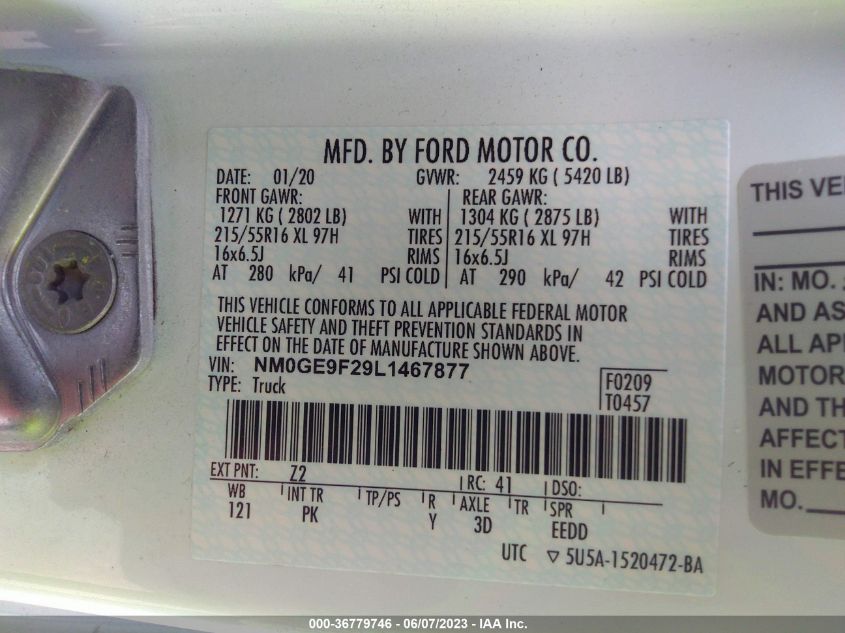 MFD. BY FORD MOTOR CO.
DATE: 01/20 GVWR: 2459 KG ( 5420 LB)
FRONT GAWR: REAR GAWR:
1271 KG ( 2802 LB) WITH 1304 KG ( 2875 LB) WITH
215/55R16 XL 97H TIRES 215/55R16 XL 97H TIRES
16x6.5J RIMS 16x6.5J RIMS
AT 280 kPa/ 41 PSI COLD AT 290 kPa/ 42 PSI COLD
THIS VEHICLE CONFORMS TO ALL APPLICABLE FEDERAL MOTOR
VEHICLE SAFETY AND THEFT PREVENTION STANDARDS IN
EFFECT ON THE DATE OF MANUFACTURE SHOWN ABOVE.
VIN: NM0GE9F29L1467877
TYPE: Truck
F0209
T0457
EXT PNT: Z2 RC: 41 DSO:
WB INT TR TP/PS R AXLE TR SPR
121 PK Y 3D EEDD
UTC ▽ 5U5A-1520472-BA
THIS VE
IN: MO.
AND AS
ALL API
MOTOR
AND TH
AFFECT
IN EFFE
MO.
000-36779746 - 06/07/2023 - IAA Inc.